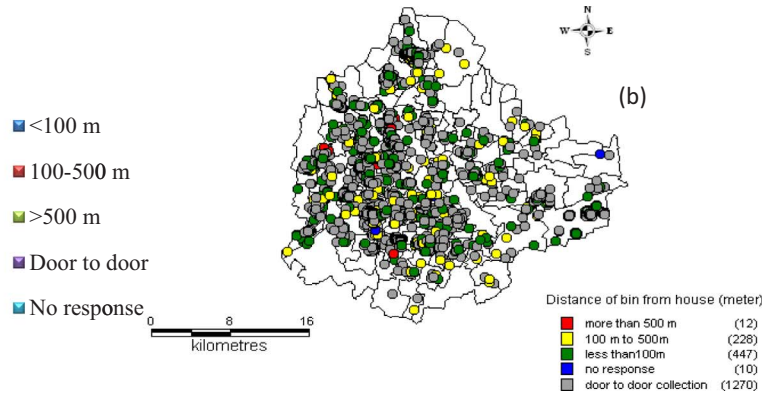 N
W E
S
(b)
<100 m
100-500 m
>500 m
Door to door
No response
0 8 16
kilometres
Distance of bin from house (meter)
more than 500 m (12)
100 m to 500m (228)
less than100m (447)
no response (10)
door to door collection (1270)